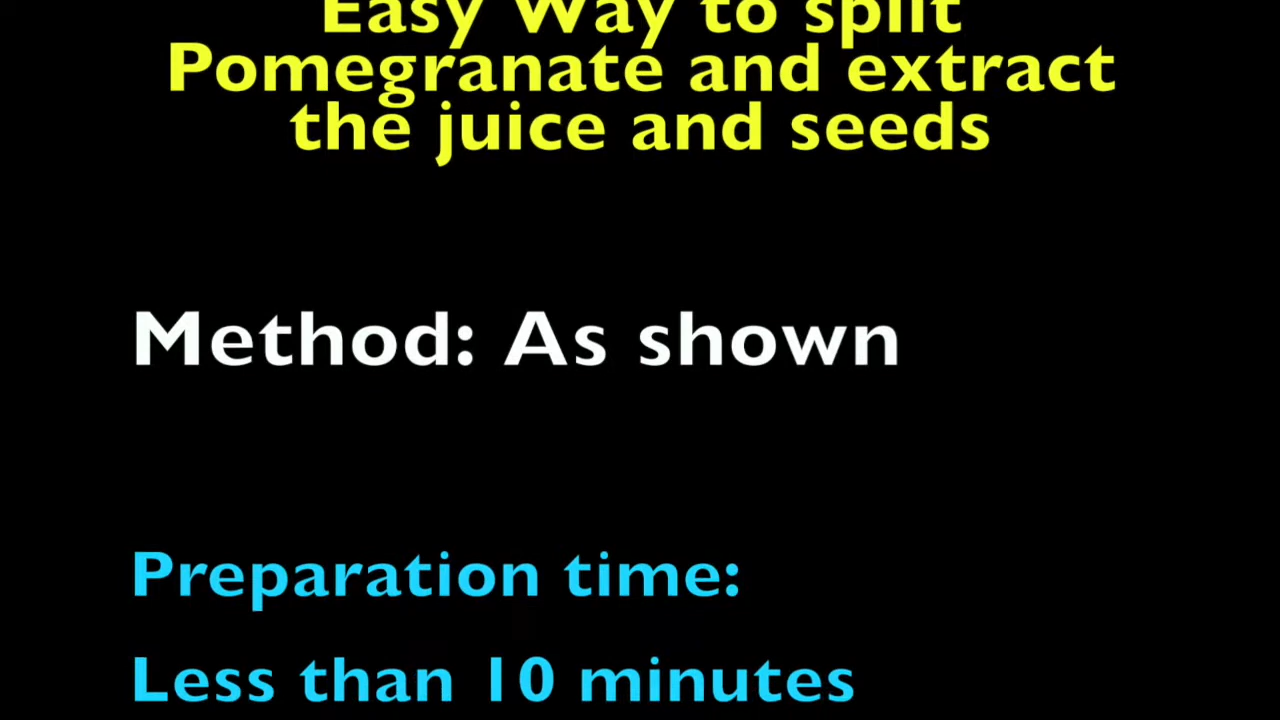 Easy Way to split
Pomegranate and extract
the juice and seeds
Method: As shown
Preparation time:
Less than 10 minutes